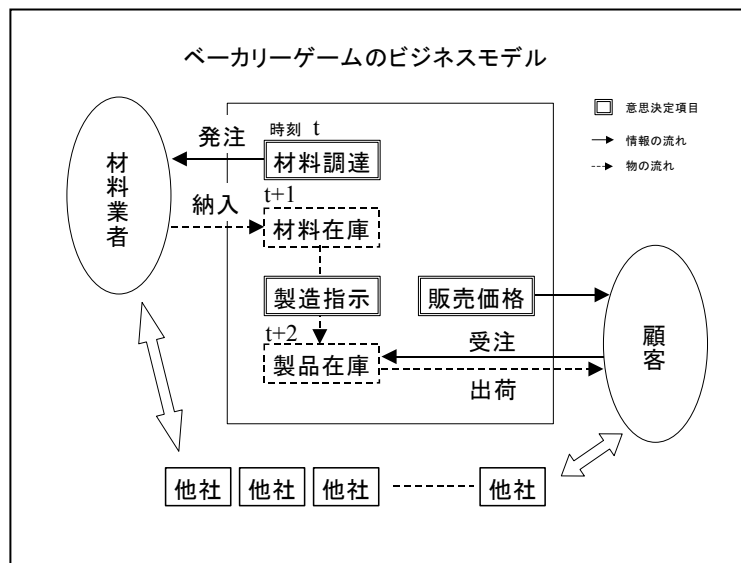 ベーカリーゲームのビジネスモデル
意思決定項目
情報の流れ
物の流れ
材料業者
発注
時刻 t
材料調達
納入
t+1
材料在庫
製造指示
販売価格
t+2
製品在庫
受注
出荷
顧客
他社
他社
他社
他社